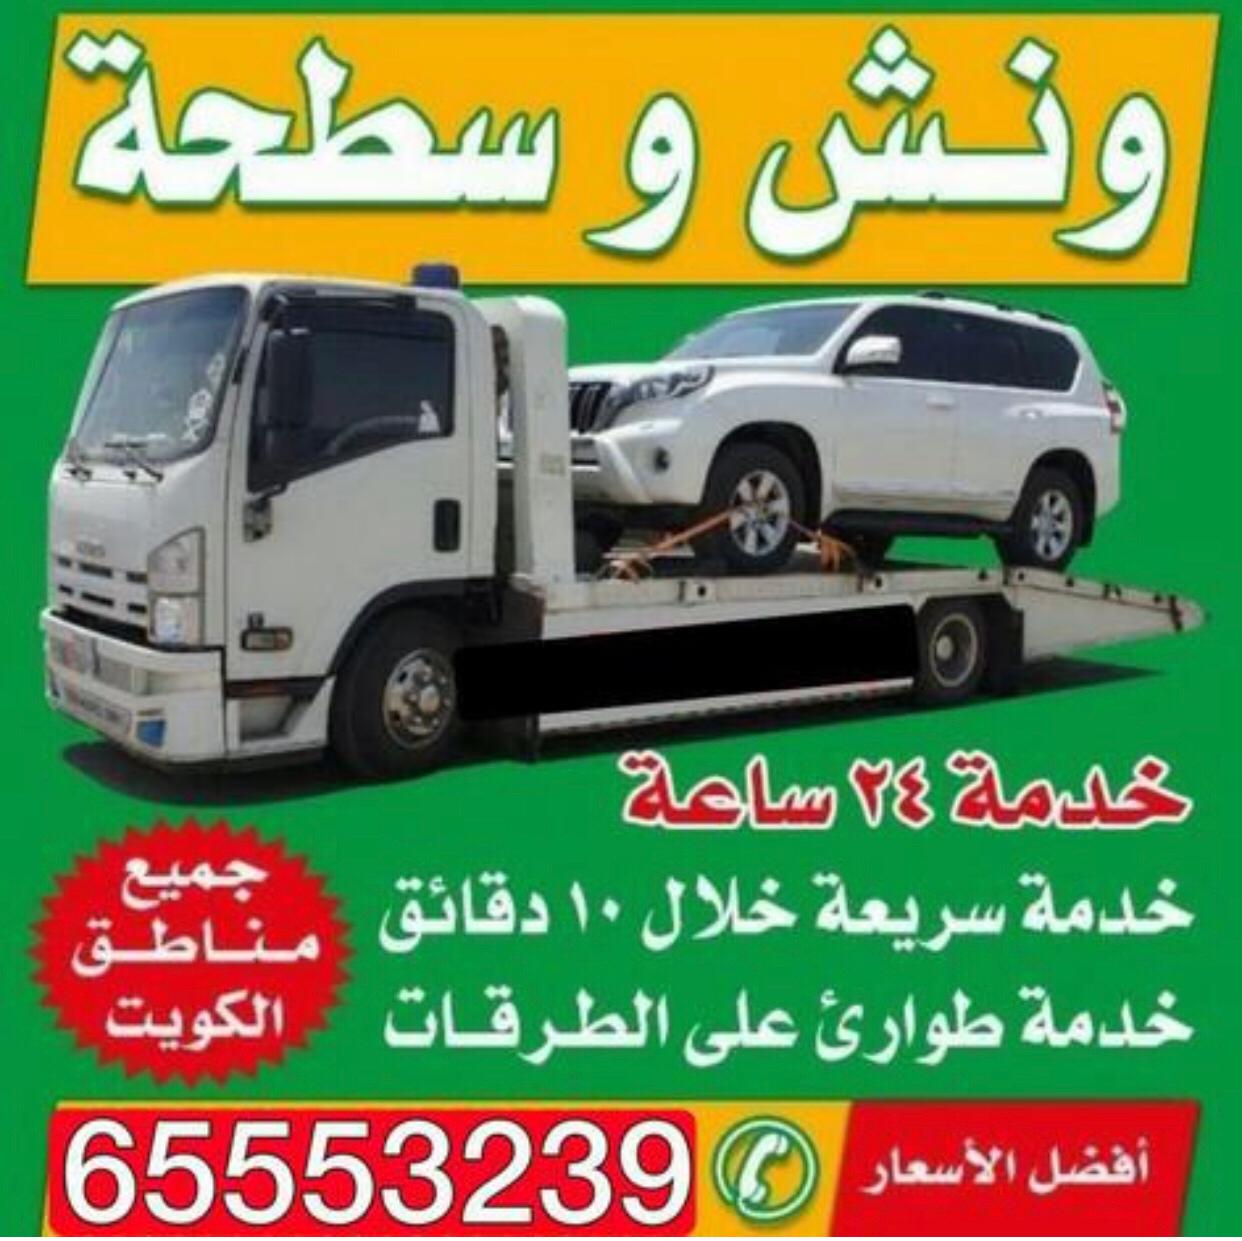 ونش و سطحة
خدمة ٢٤ ساعة
خدمة سريعة خلال ١٠ دقائق
خدمة طوارئ على الطرقات
جميع
مناطق
الكويت
أفضل الأسعار
65553239